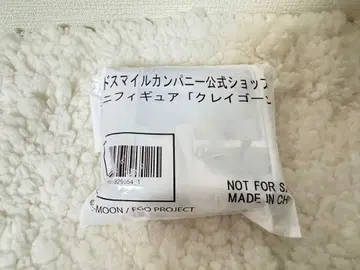 ドスマイルカンパニー公式ショップ
ニフィギュア「クレイゴー
NOT FOR SA
MADE IN CH
-MOON / FGO PROJECT